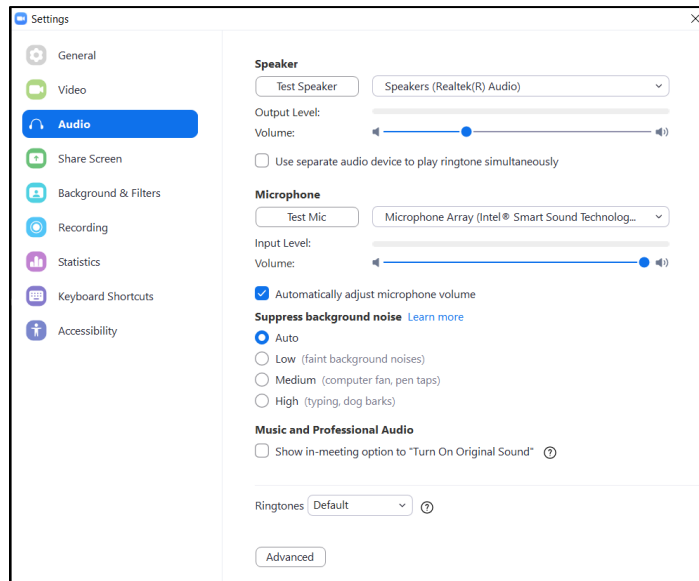 Settings
General
Video
Audio
Share Screen
Background & Filters
Recording
Statistics
Keyboard Shortcuts
Accessibility
Speaker
Test Speaker Speakers (Realtek(R) Audio)
Output Level:
Volume:
Use separate audio device to play ringtone simultaneously
Microphone
Test Mic Microphone Array (Intel® Smart Sound Technolog...
Input Level:
Volume:
Automatically adjust microphone volume
Suppress background noise Learn more
Auto
Low (faint background noises)
Medium (computer fan, pen taps)
High (typing, dog barks)
Music and Professional Audio
Show in-meeting option to "Turn On Original Sound" ?
Ringtones Default ?
Advanced